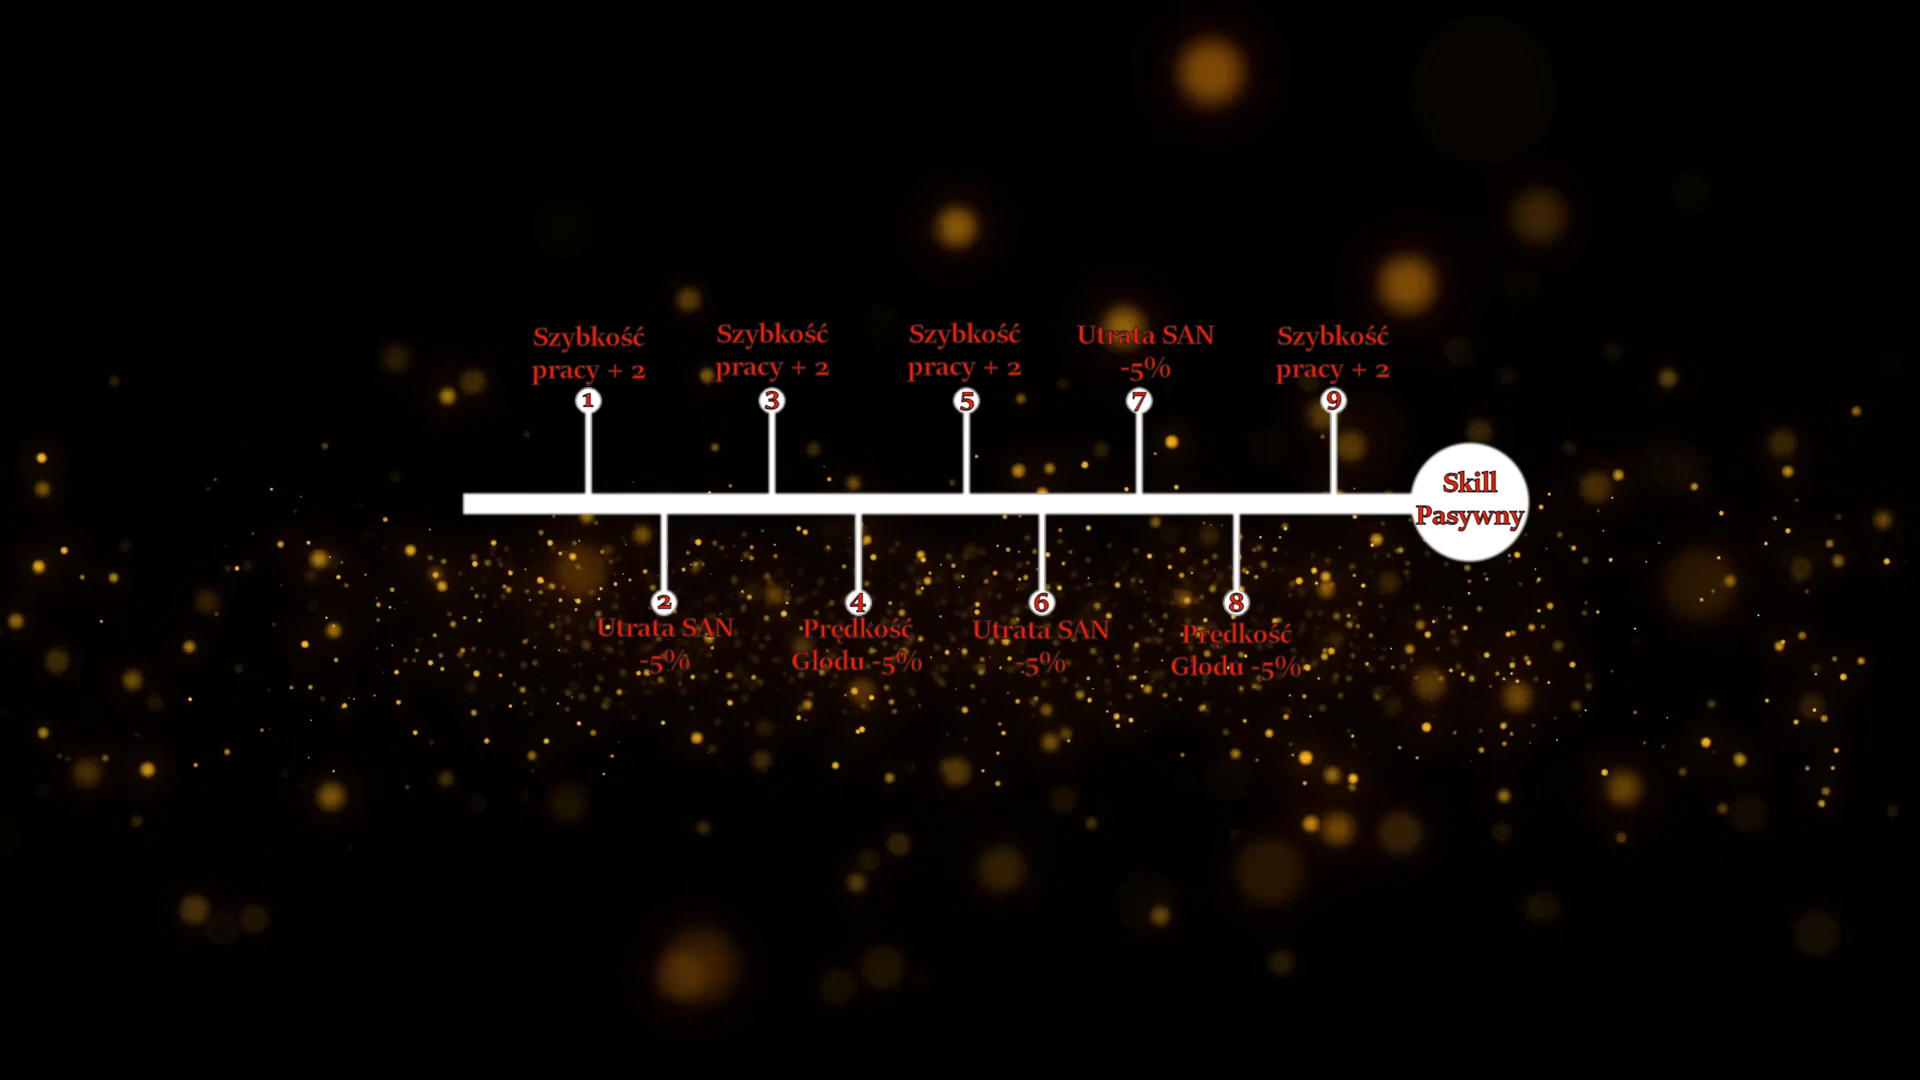 Szybkość
pracy + 2
1
Utrata SAN
-5%
2
Szybkość
pracy + 2
3
Prędkość
Głodu -5%
4
Szybkość
pracy + 2
5
Utrata SAN
-5%
6
Utrata SAN
-5%
7
Prędkość
Głodu -5%
8
Szybkość
pracy + 2
9
Skill
Pasywny